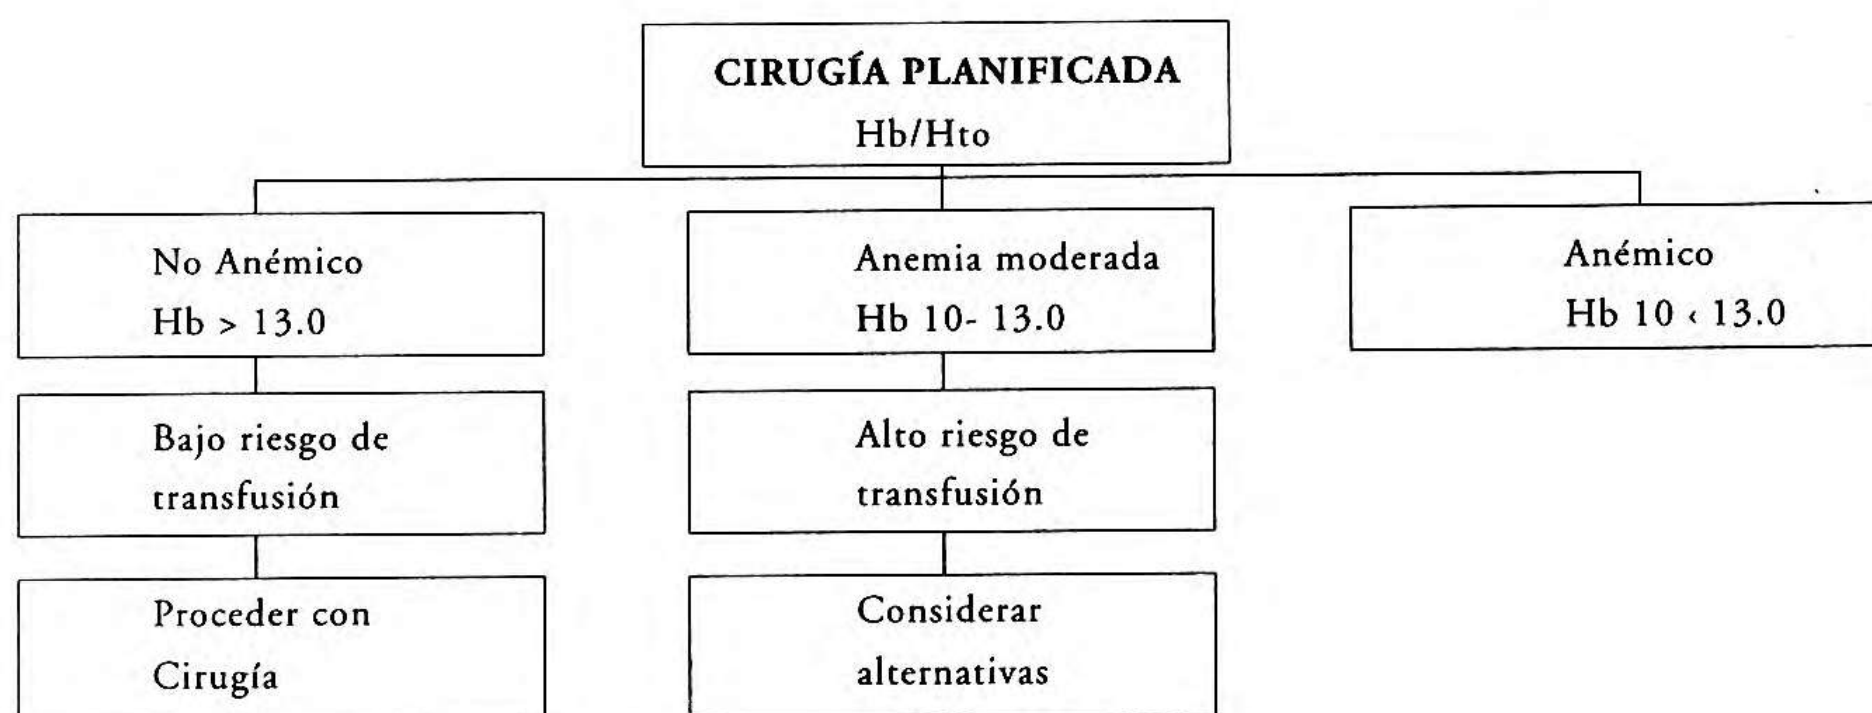 CIRUGÍA PLANIFICADA
Hb/Hto
No Anémico
Hb > 13.0
Anemia moderada
Hb 10- 13.0
Anémico
Hb 10 ‹ 13.0
Bajo riesgo de
transfusión
Alto riesgo de
transfusión
Proceder con
Cirugía
Considerar
alternativas